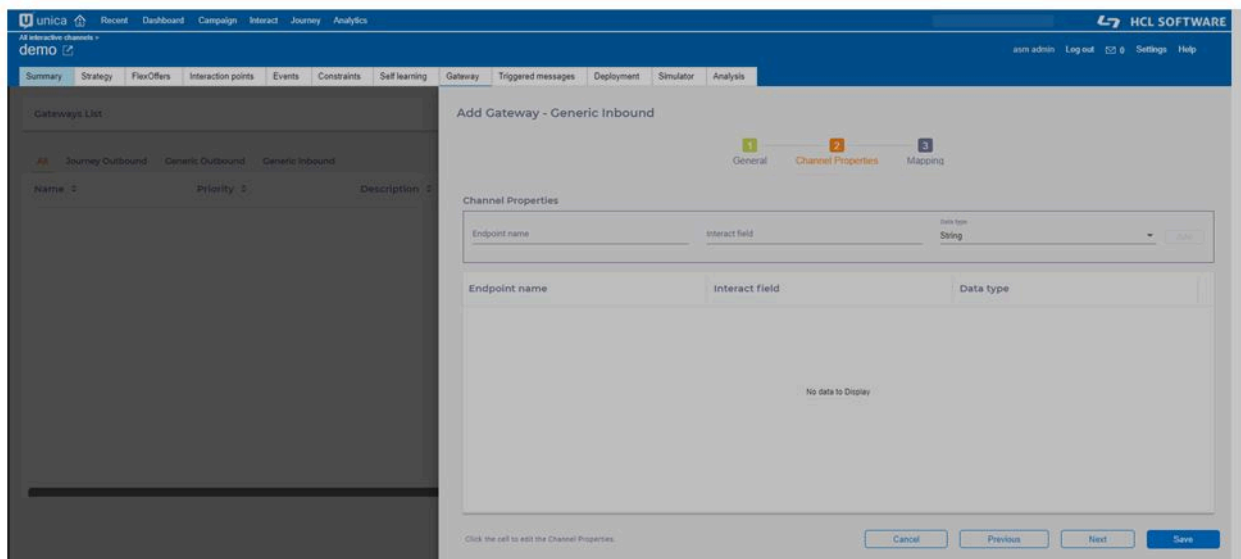 unica Recent Dashboard Campaign Interact Journey Analytics HCL SOFTWARE
All interactive channels
demo asm admin Log out 0 Settings Help
Summary Strategy FlexOffers Interaction points Events Constraints Self learning Gateway Triggered messages Deployment Simulator Analysis
Gateways List
All Journey Outbound Generic Outbound Generic Inbound
Name Priority Description
Add Gateway - Generic Inbound
1 2 3
General Channel Properties Mapping
Channel Properties
Data type
Endpoint name Interact field String Add
Endpoint name Interact field Data type
No data to Display
Click the cell to edit the Channel Properties. Cancel Previous Next Save